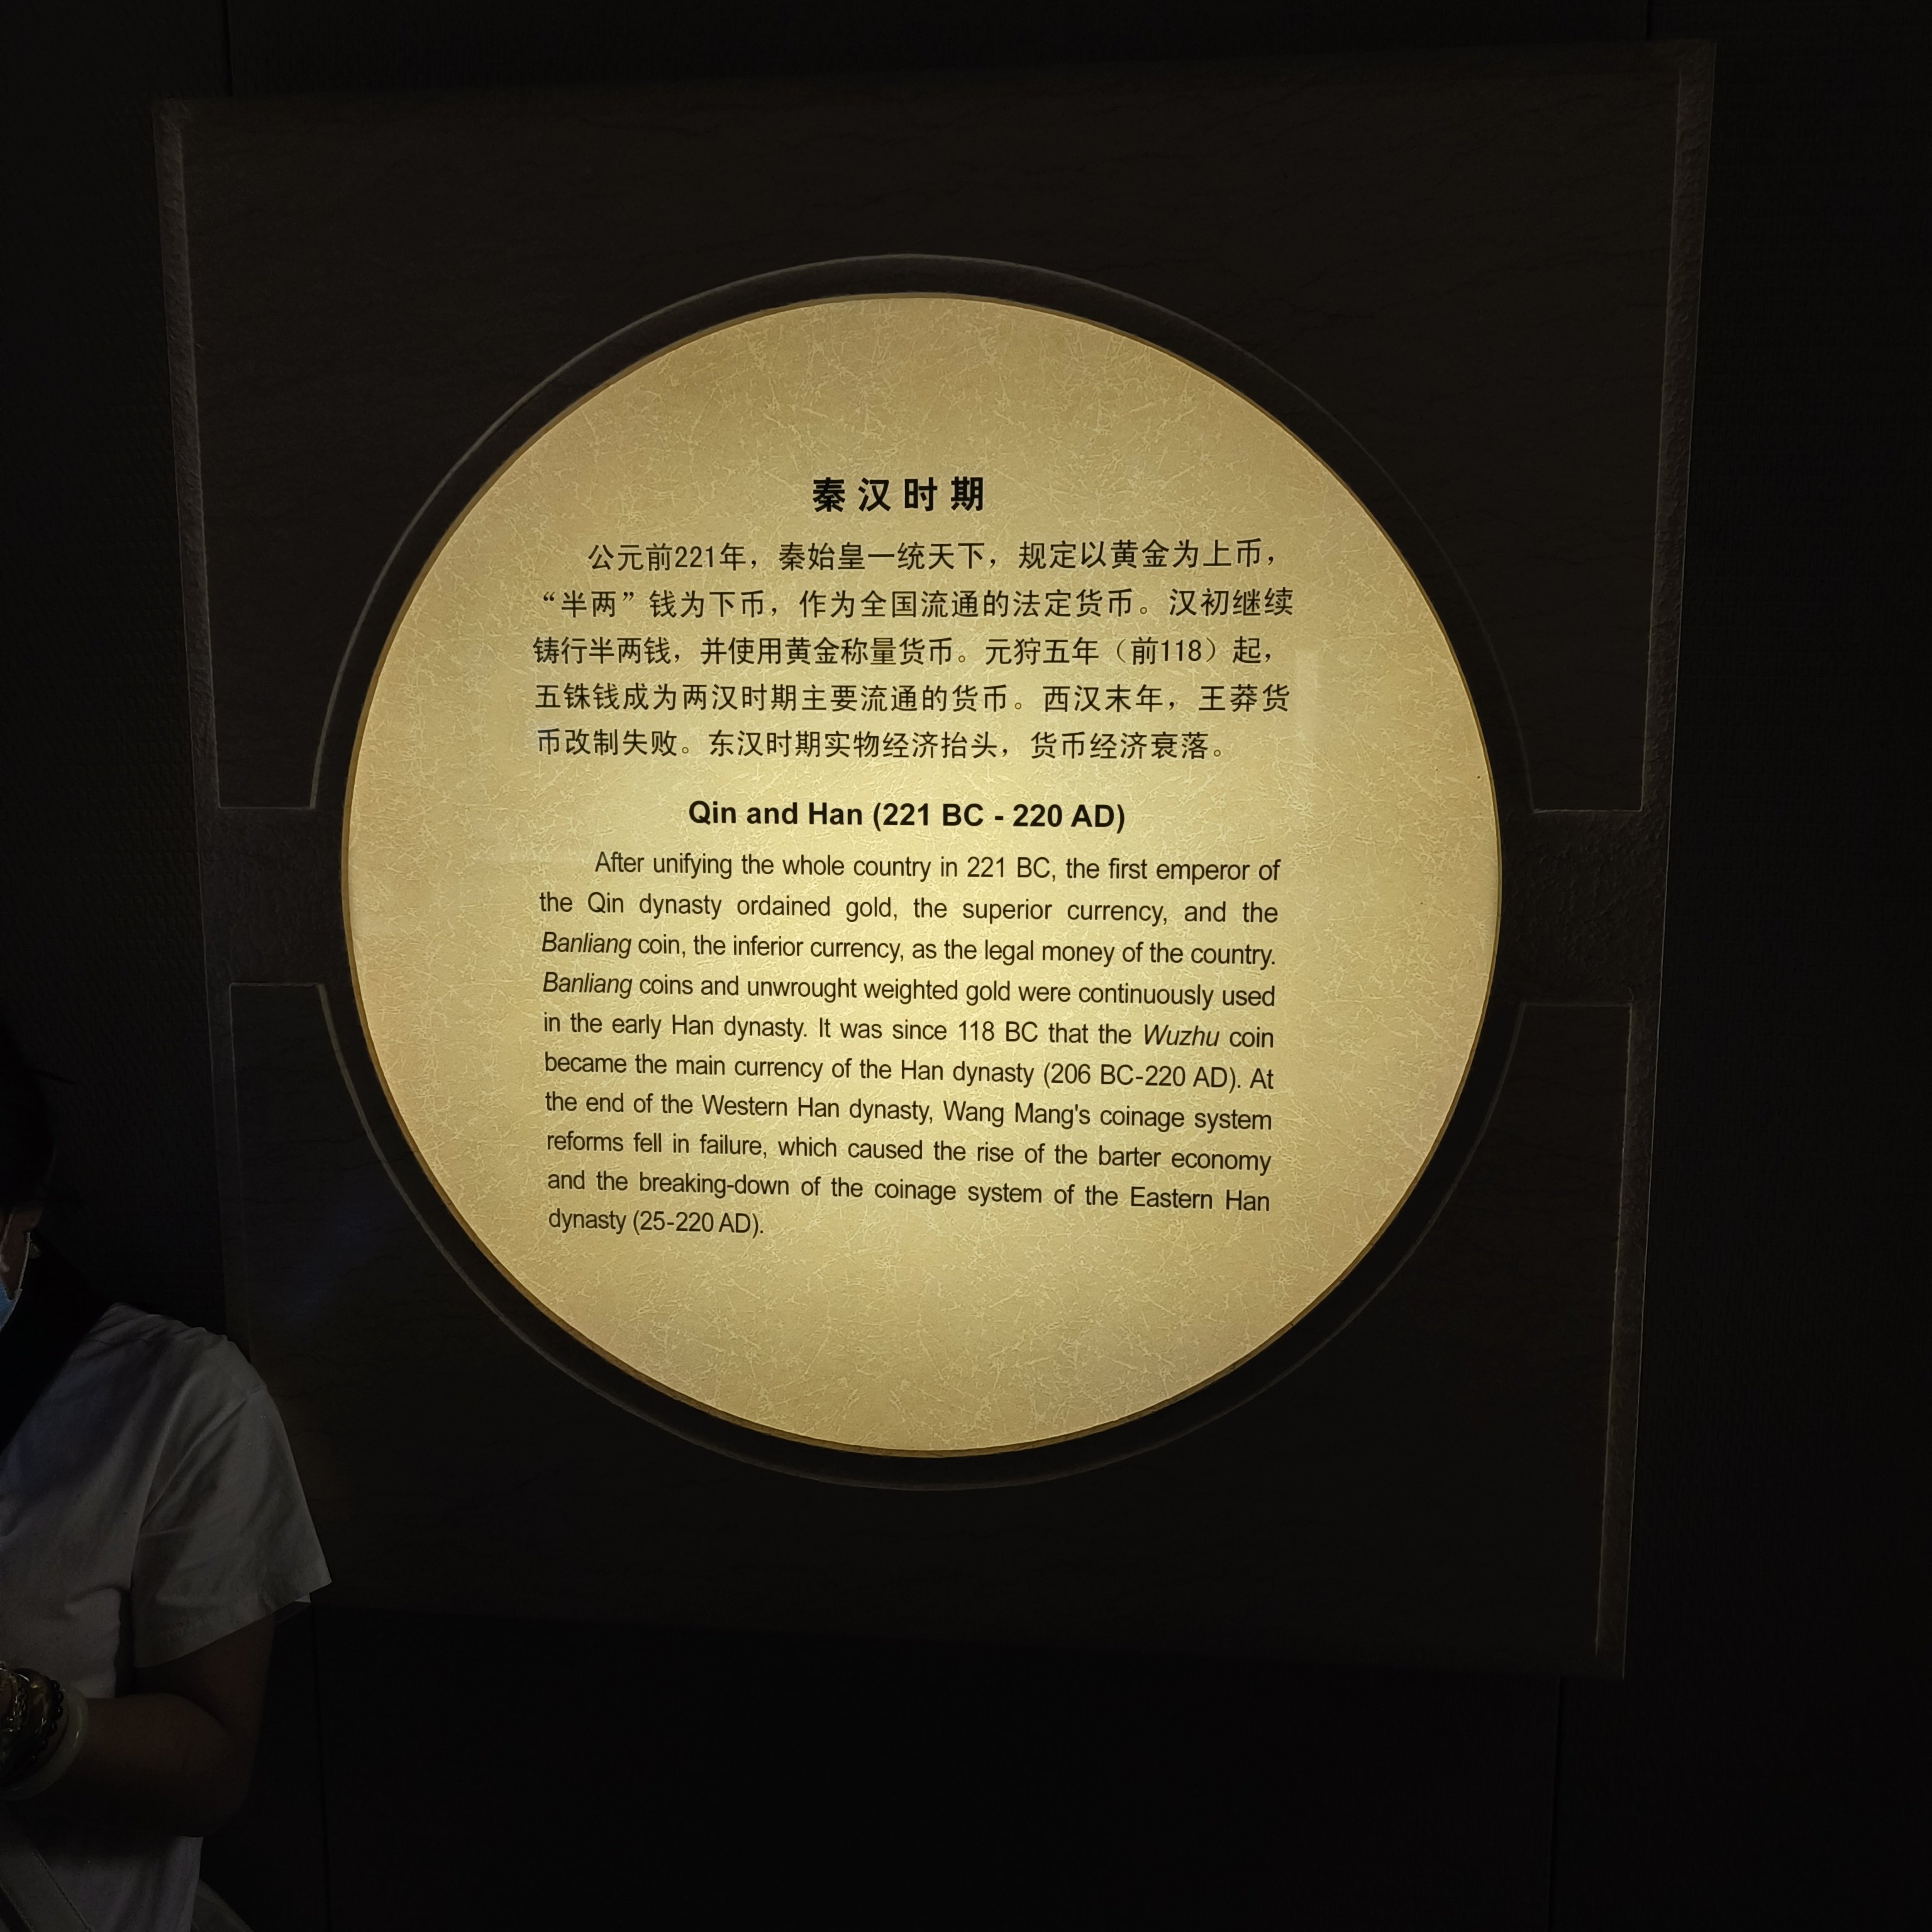 秦汉时期
公元前221年，秦始皇一统天下，规定以黄金为上币，
“半两”钱为下币，作为全国流通的法定货币。汉初继续
铸行半两钱，并使用黄金称量货币。元狩五年（前118）起，
五铢钱成为两汉时期主要流通的货币。西汉末年，王莽货
币改制失败。东汉时期实物经济抬头，货币经济衰落。
Qin and Han (221 BC - 220 AD)
After unifying the whole country in 221 BC, the first emperor of
the Qin dynasty ordained gold, the superior currency, and the
Banliang coin, the inferior currency, as the legal money of the country.
Banliang coins and unwrought weighted gold were continuously used
in the early Han dynasty. It was since 118 BC that the Wuzhu coin
became the main currency of the Han dynasty (206 BC-220 AD). At
the end of the Western Han dynasty, Wang Mang's coinage system
reforms fell in failure, which caused the rise of the barter economy
and the breaking-down of the coinage system of the Eastern Han
dynasty (25-220 AD).